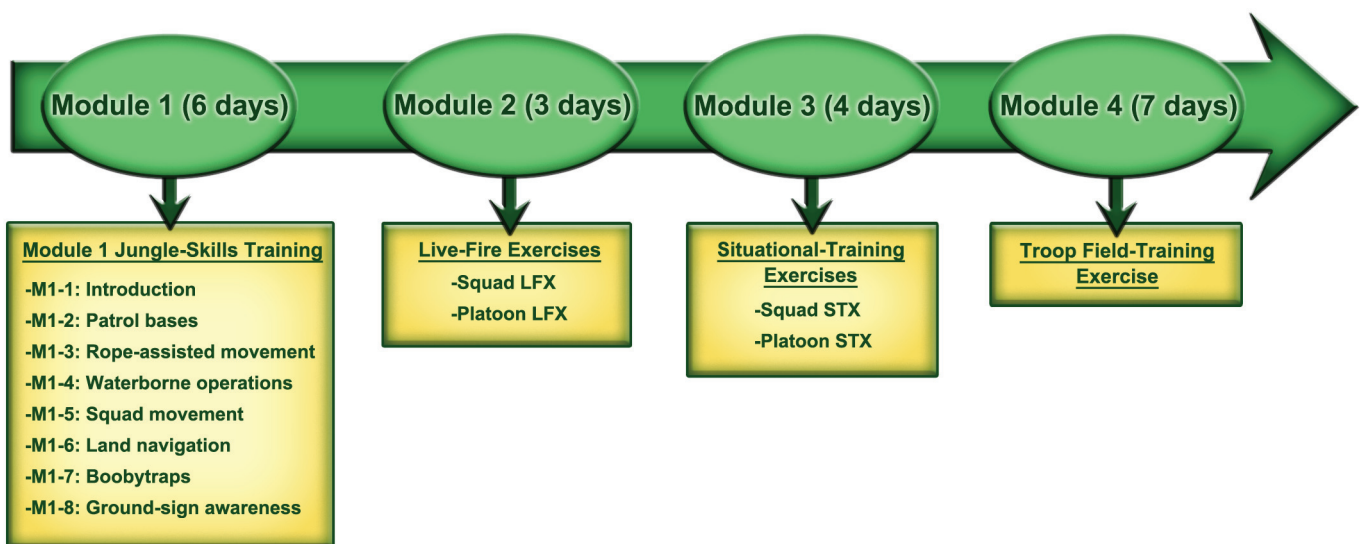 Module 1 (6 days)
Module 2 (3 days)
Module 3 (4 days)
Module 4 (7 days)
Module 1 Jungle-Skills Training
-M1-1: Introduction
-M1-2: Patrol bases
-M1-3: Rope-assisted movement
-M1-4: Waterborne operations
-M1-5: Squad movement
-M1-6: Land navigation
-M1-7: Boobytraps
-M1-8: Ground-sign awareness
Live-Fire Exercises
-Squad LFX
-Platoon LFX
Situational-Training
Exercises
-Squad STX
-Platoon STX
Troop Field-Training
Exercise